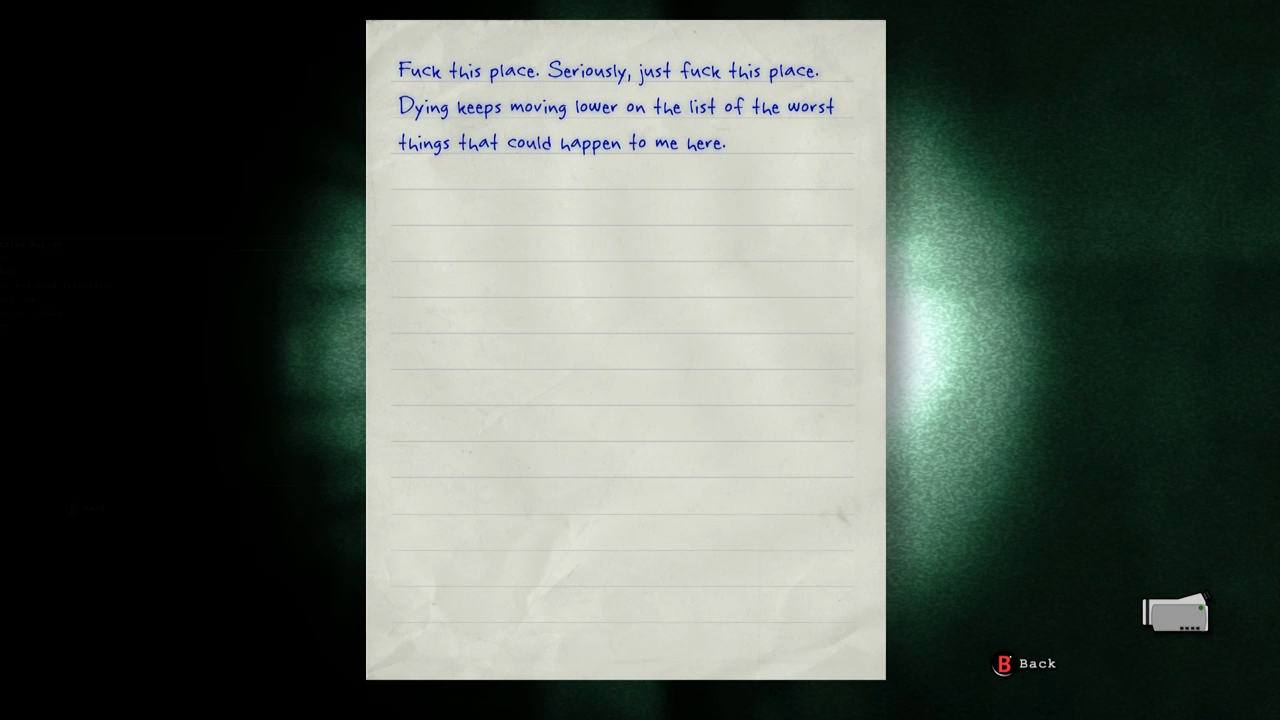 Fuck this place. Seriously, just fuck this place.
Dying keeps moving lower on the list of the worst
things that could happen to me here.
B Back